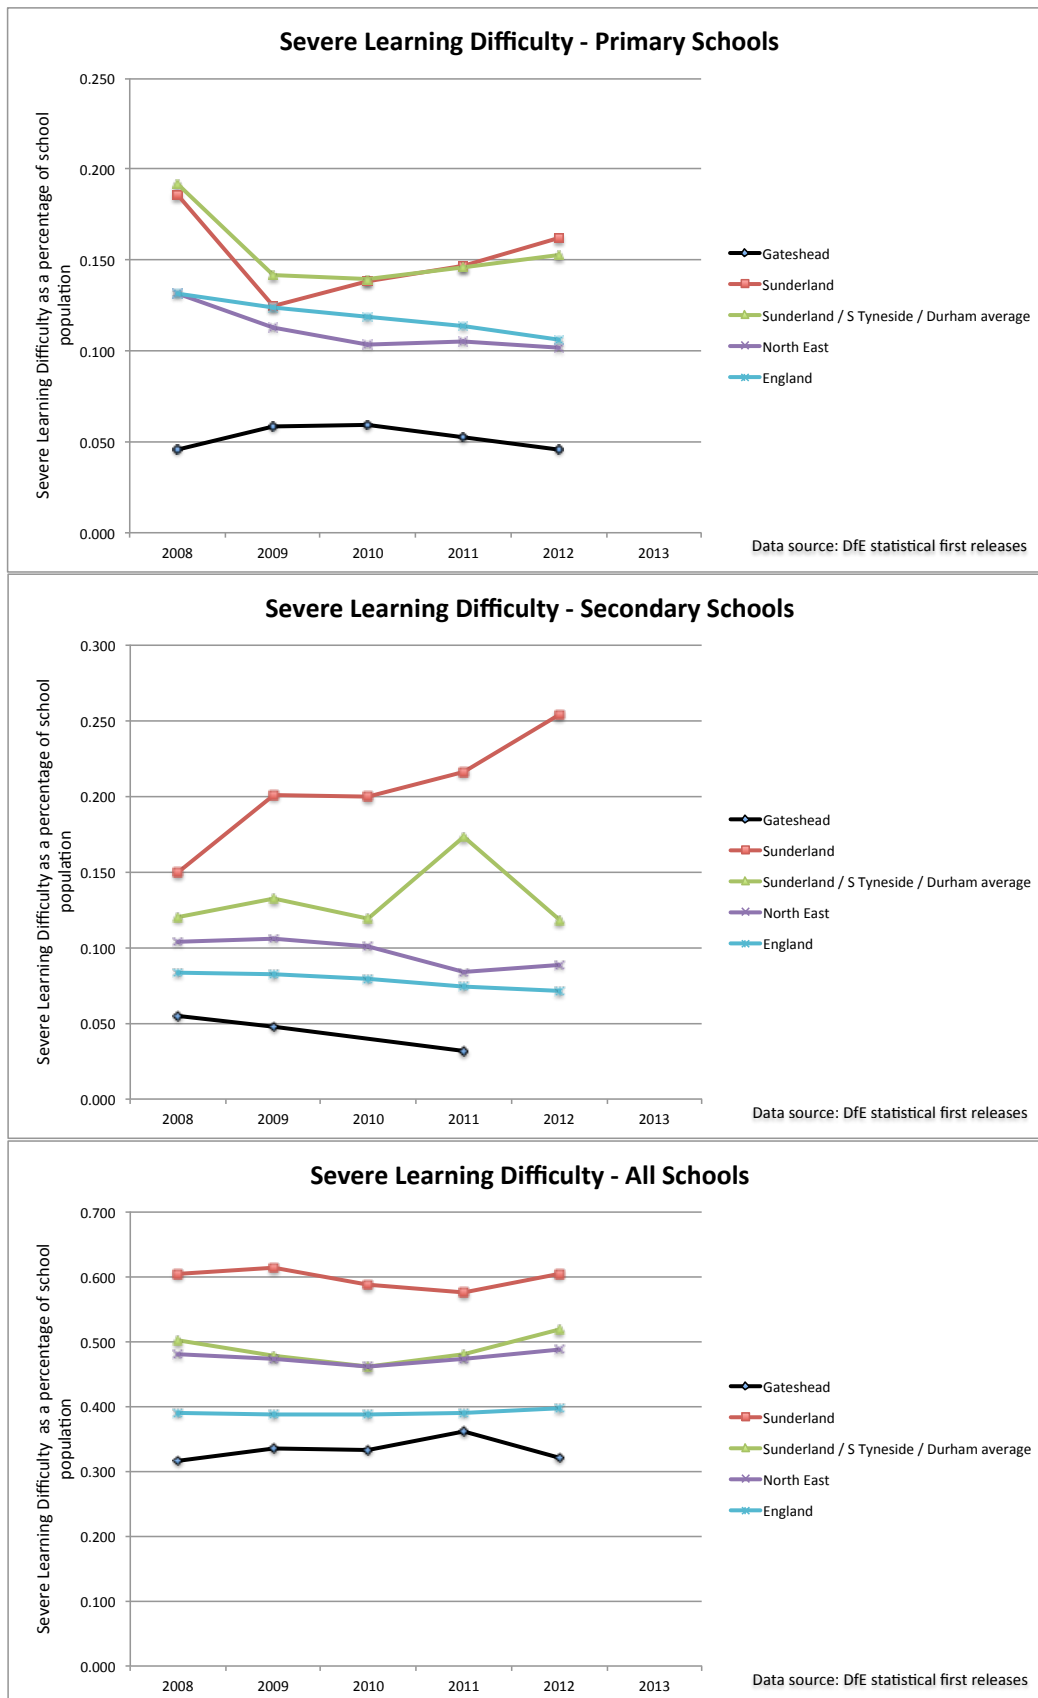 Severe Learning Difficulty - Primary Schools
Severe Learning Difficulty as a percentage of school
population
0.250
0.200
0.150
0.100
0.050
0.000
2008 2009 2010 2011 2012 2013
Gateshead
Sunderland
Sunderland / S Tyneside / Durham average
North East
England
Data source: DfE statistical first releases
Severe Learning Difficulty - Secondary Schools
Severe Learning Difficulty as a percentage of school
population
0.300
0.250
0.200
0.150
0.100
0.050
0.000
2008 2009 2010 2011 2012 2013
Gateshead
Sunderland
Sunderland / S Tyneside / Durham average
North East
England
Data source: DfE statistical first releases
Severe Learning Difficulty - All Schools
Severe Learning Difficulty as a percentage of school
population
0.700
0.600
0.500
0.400
0.300
0.200
0.100
0.000
2008 2009 2010 2011 2012 2013
Gateshead
Sunderland
Sunderland / S Tyneside / Durham average
North East
England
Data source: DfE statistical first releases